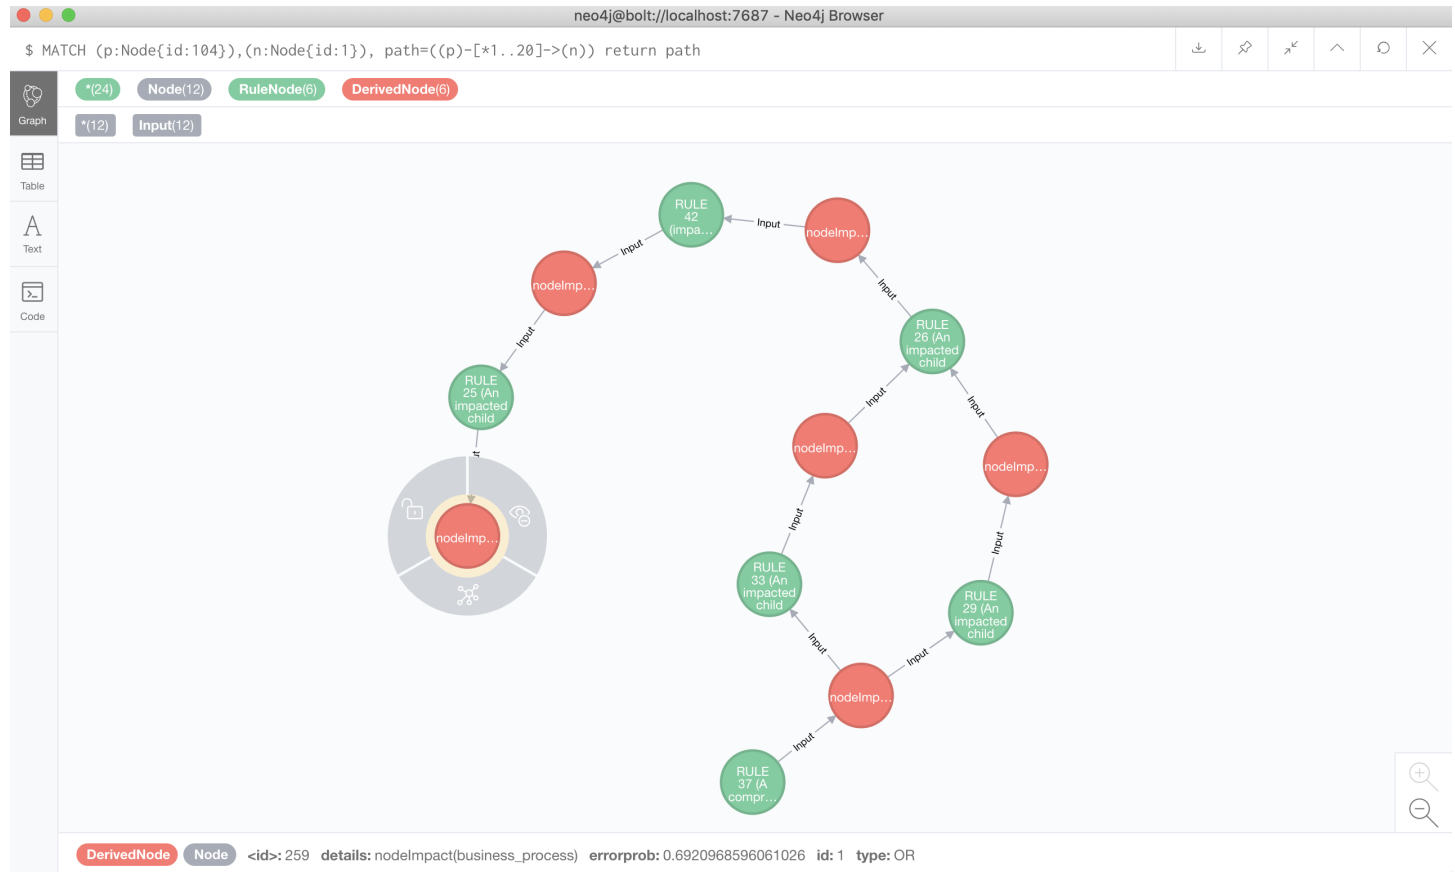 neo4j@bolt://localhost:7687 - Neo4j Browser
$ MATCH (p:Node{id:104}),(n:Node{id:1}), path=((p)-[*1..20]->(n)) return path
*(24) Node(12) RuleNode(6) DerivedNode(6)
*(12) Input(12)
Graph
Table
Text
Code
RULE
42
(impa...
Input
nodeImp...
Input
nodeImp...
Input
Input
RULE
26 (An
impacted
child
RULE
25 (An
impacted
child
Input
Input
nodeImp...
nodeImp...
ut
nodeImp...
Input
Input
RULE
33 (An
impacted
child
RULE
29 (An
impacted
child
Input
Input
nodeImp...
Input
RULE
37 (A
compr...
DerivedNode Node <id>: 259 details: nodeImpact(business_process) errorprob: 0.6920968596061026 id: 1 type: OR